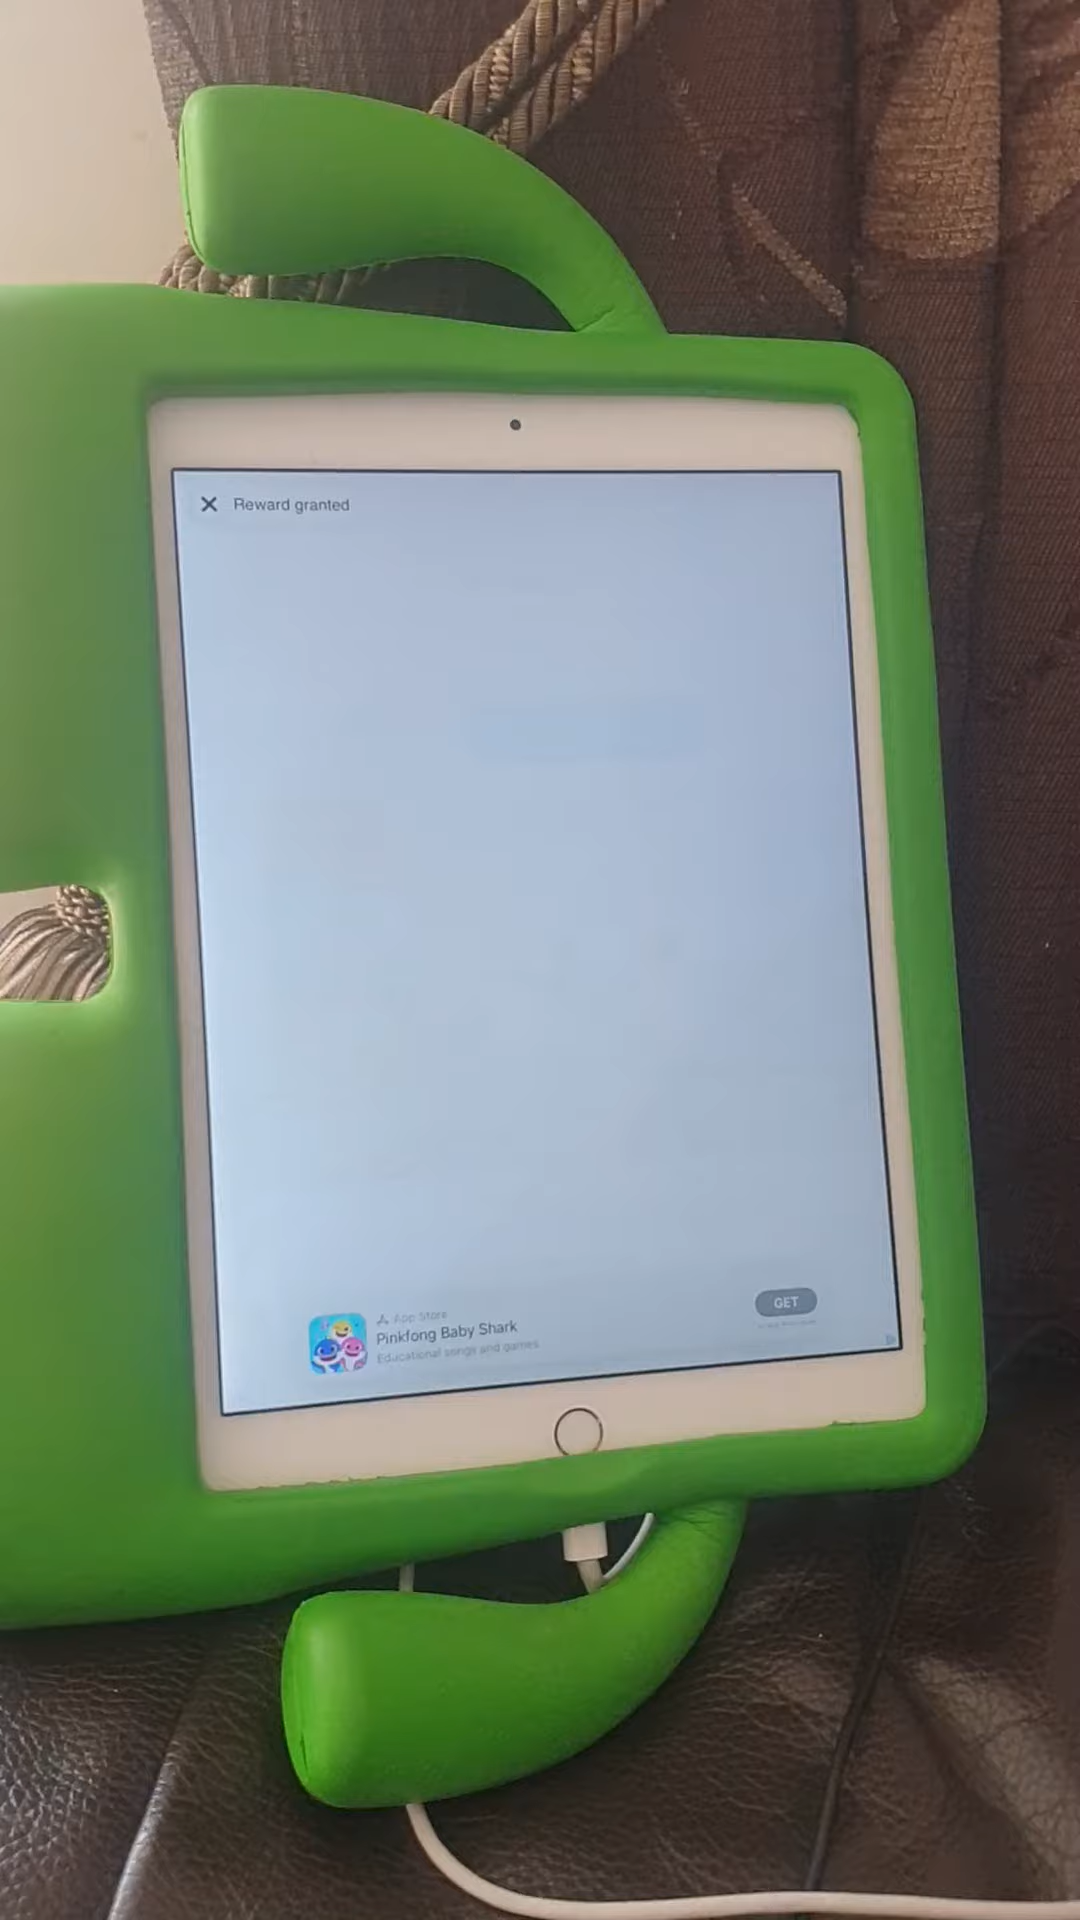 Reward granted
App Store
Pinkfong Baby Shark
Educational songs and games
GET